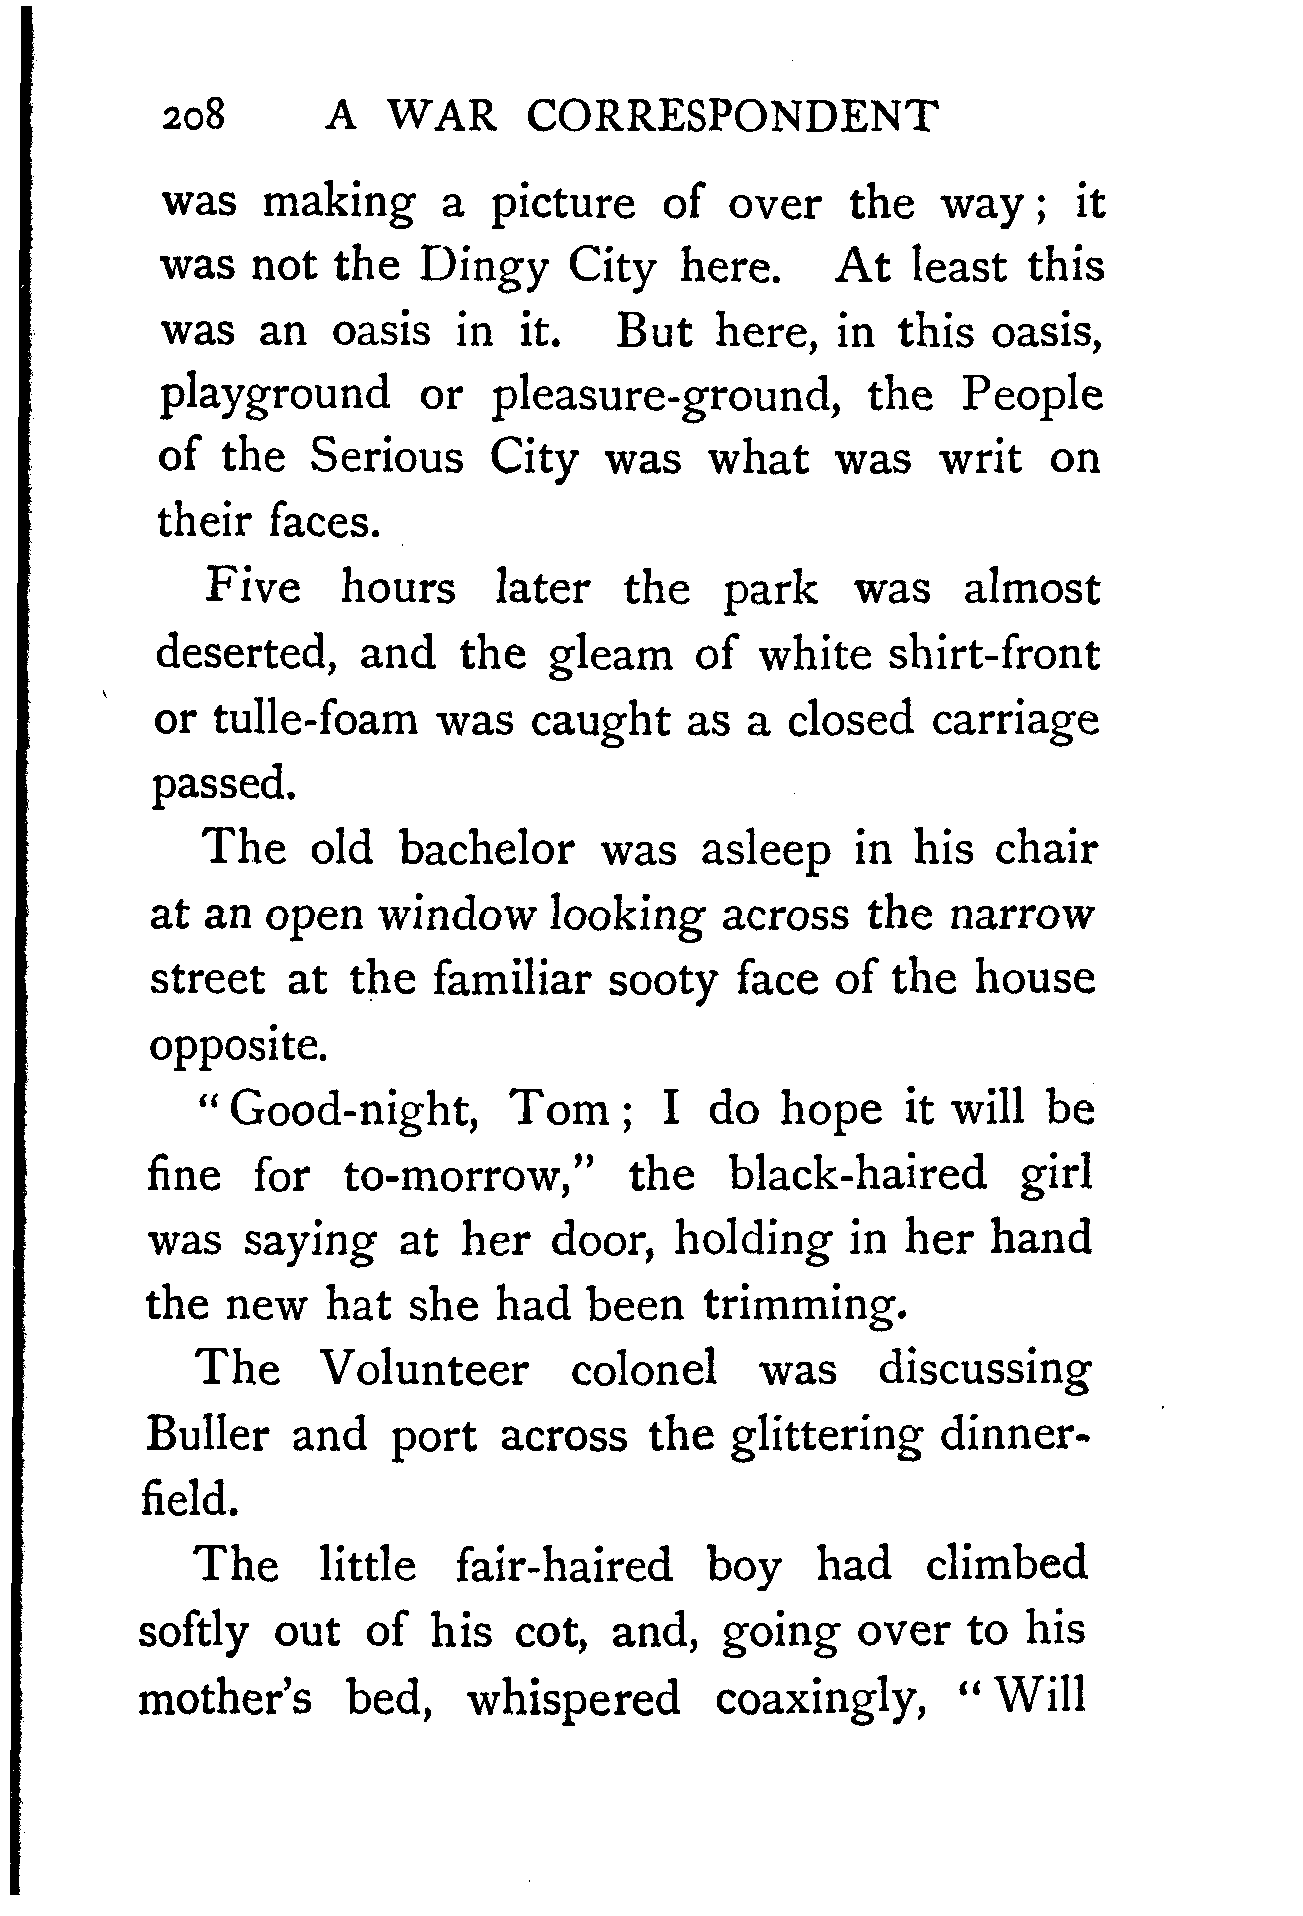 208 A WAR CORRESPONDENT
was making a picture of over the way; it
was not the Dingy City here. At least this
was an oasis in it. But here, in this oasis,
playground or pleasure-ground, the People
of the Serious City was what was writ on
their faces.
Five hours later the park was almost
deserted, and the gleam of white shirt-front
or tulle-foam was caught as a closed carriage
passed.
The old bachelor was asleep in his chair
at an open window looking across the narrow
street at the familiar sooty face of the house
opposite.
“Good-night, Tom; I do hope it will be
fine for to-morrow,” the black-haired girl
was saying at her door, holding in her hand
the new hat she had been trimming.
The Volunteer colonel was discussing
Buller and port across the glittering dinner-
field.
The little fair-haired boy had climbed
softly out of his cot, and, going over to his
mother's bed, whispered coaxingly, “Will